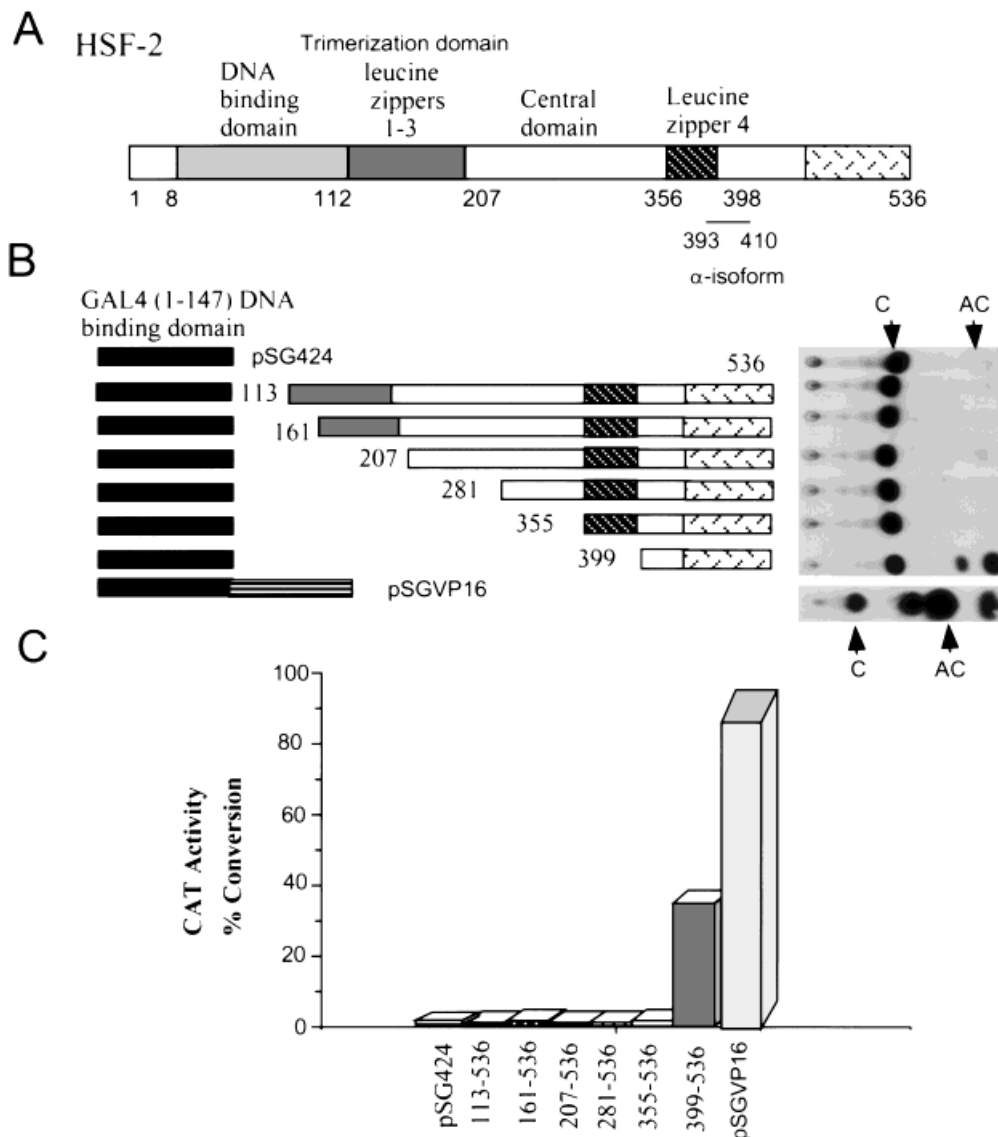 A
HSF-2
Trimerization domain
DNA binding domain
leucine zippers 1-3
Central domain
Leucine zipper 4
1 8 112 207 356 398 536
393 410
α-isoform
B
GAL4 (1-147) DNA
binding domain
pSG424
C AC
113 536
161
207
281
355
399
pSGVP16
C AC
C
CAT Activity
% Conversion
100
80
60
40
20
0
pSG424
113-536
161-536
207-536
281-536
355-536
399-536
pSGVP16